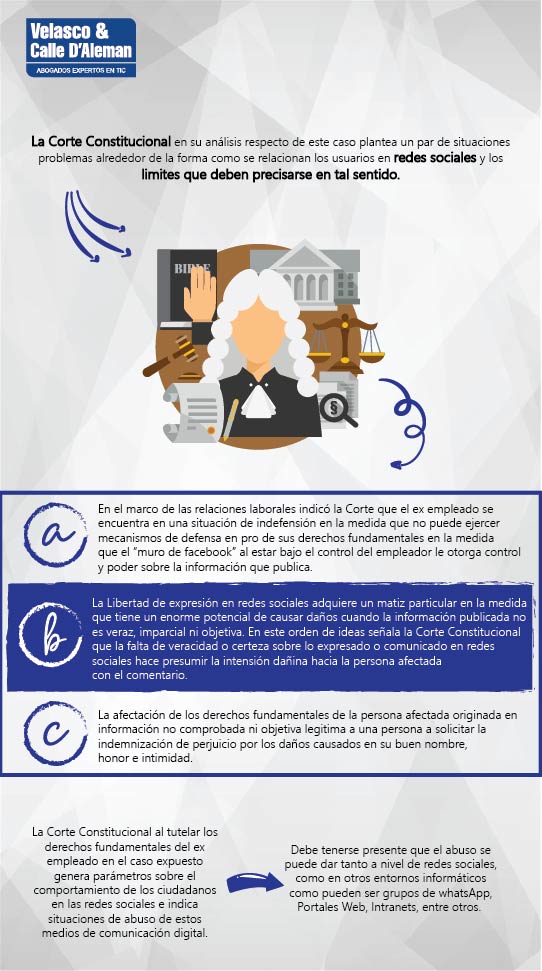 Velasco &
Calle D'Aleman
ABOGADOS EXPERTOS EN TIC
La Corte Constitucional en su análisis respecto de este caso plantea un par de situaciones
problemas alrededor de la forma como se relacionan los usuarios en redes sociales y los
limites que deben precisarse en tal sentido.
BIBLE
§
a
En el marco de las relaciones laborales indicó la Corte que el ex empleado se
encuentra en una situación de indefensión en la medida que no puede ejercer
mecanismos de defensa en pro de sus derechos fundamentales en la medida
que el “muro de facebook” al estar bajo el control del empleador le otorga control
y poder sobre la información que publica.
b
La Libertad de expresión en redes sociales adquiere un matiz particular en la medida
que tiene un enorme potencial de causar daños cuando la información publicada no
es veraz, imparcial ni objetiva. En este orden de ideas señala la Corte Constitucional
que la falta de veracidad o certeza sobre lo expresado o comunicado en redes
sociales hace presumir la intensión dañina hacia la persona afectada
con el comentario.
c
La afectación de los derechos fundamentales de la persona afectada originada en
información no comprobada ni objetiva legitima a una persona a solicitar la
indemnización de perjuicio por los daños causados en su buen nombre,
honor e intimidad.
La Corte Constitucional al tutelar los
derechos fundamentales del ex
empleado en el caso expuesto
genera parámetros sobre el
comportamiento de los ciudadanos
en las redes sociales e indica
situaciones de abuso de estos
medios de comunicación digital.
Debe tenerse presente que el abuso se
puede dar tanto a nivel de redes sociales,
como en otros entornos informáticos
como pueden ser grupos de whatsApp,
Portales Web, Intranets, entre otros.